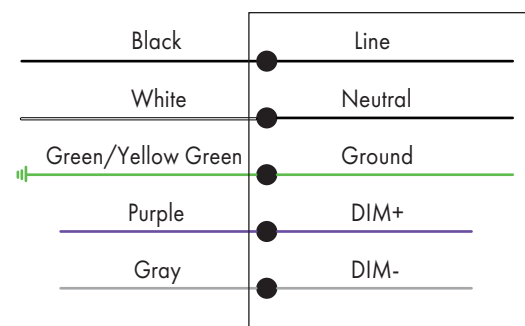 Black Line
White Neutral
Green/Yellow Green Ground
Purple DIM+
Gray DIM-